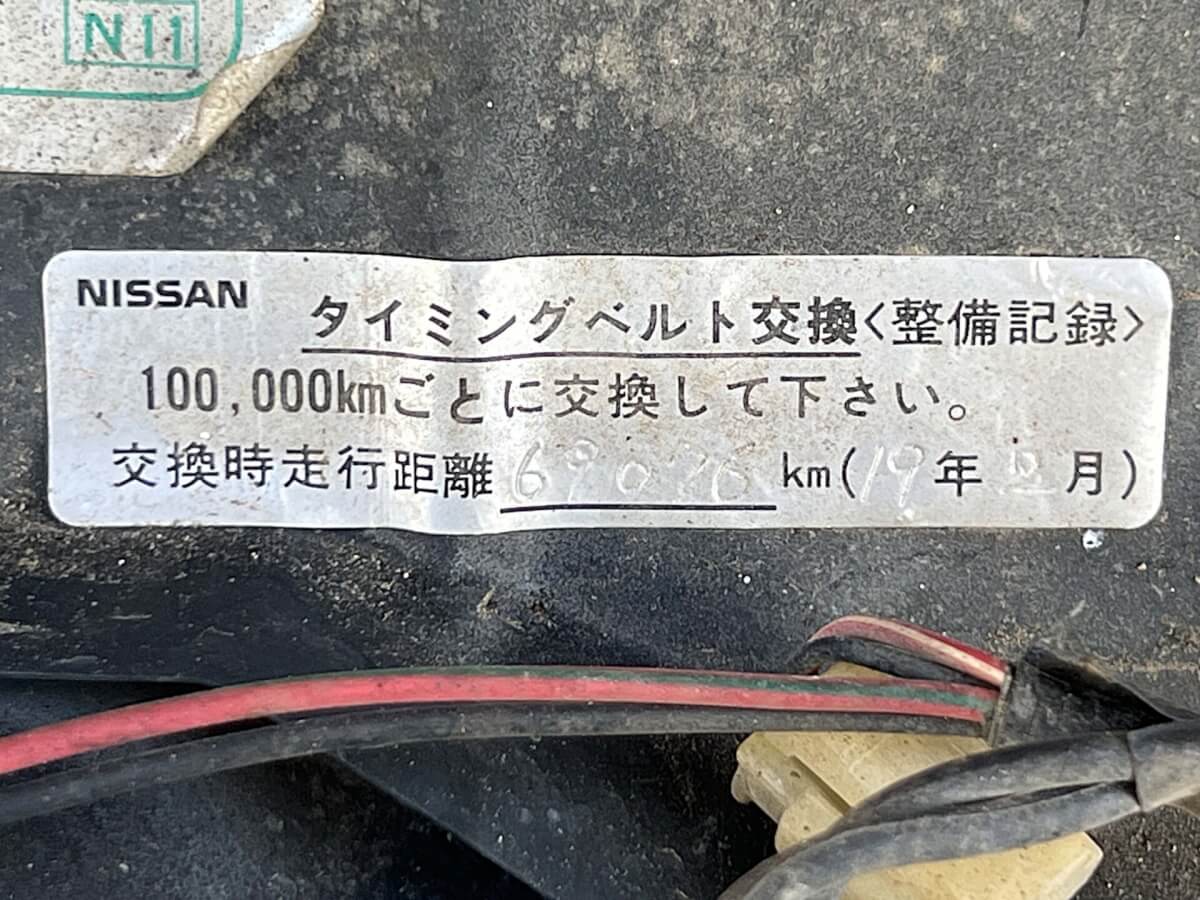 N11
NISSAN タイミングベルト交換<整備記録>
100,000kmごとに交換して下さい。
交換時走行距離 km(19年 月)